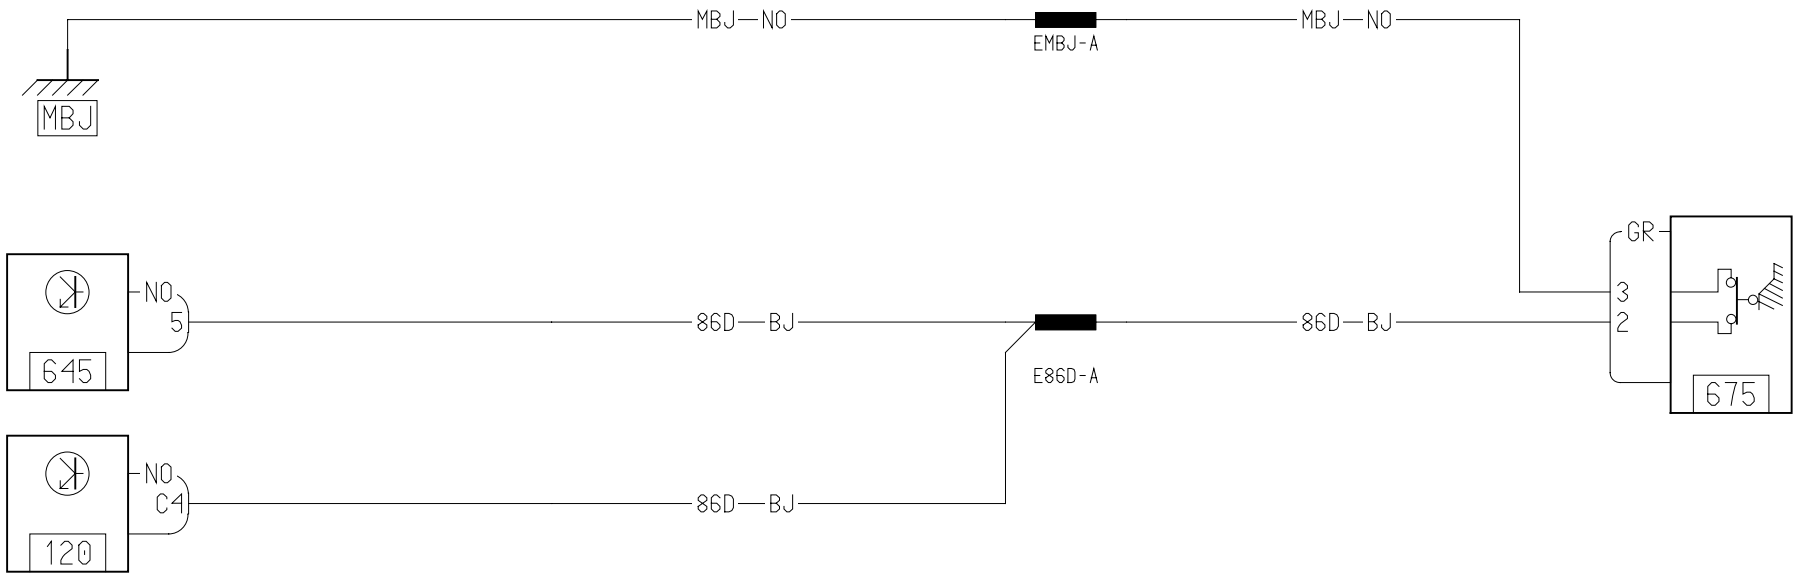 MBJ NO MBJ NO
EMBJ-A
MBJ
GR
NO 3
5 86D BJ 86D BJ 2
645 E86D-A 675
NO
C4 86D BJ
120